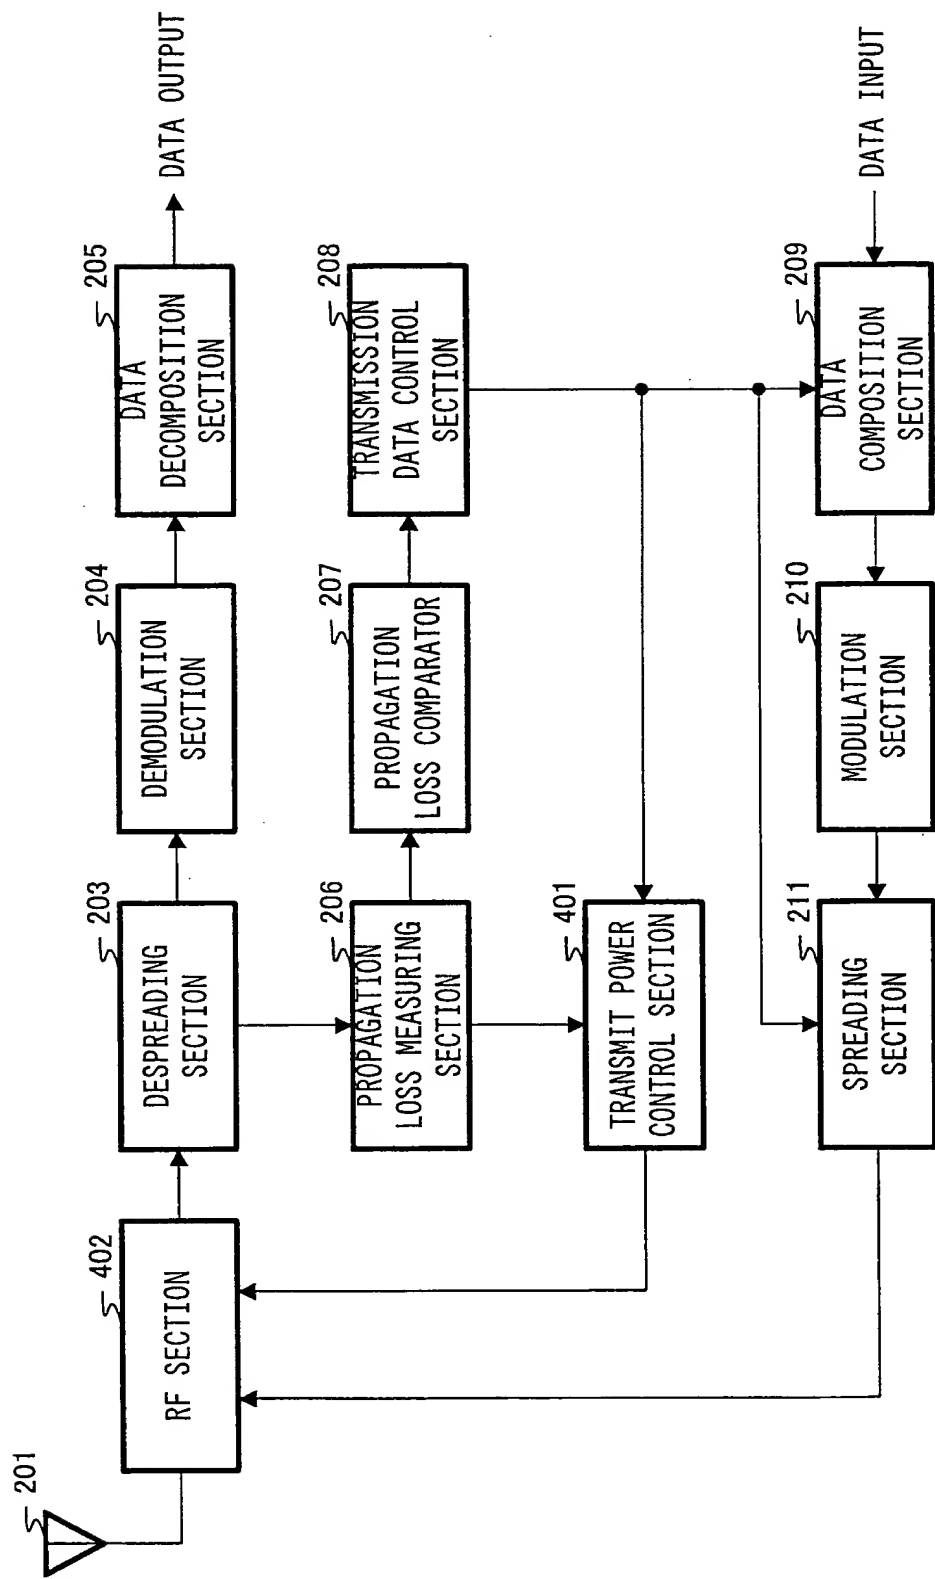 201
402
RF SECTION
203
DESPREADING
SECTION
204
DEMODULATION
SECTION
205
DATA
DECOMPOSITION
SECTION
DATA OUTPUT
206
PROPAGATION
LOSS MEASURING
SECTION
207
PROPAGATION
LOSS COMPARATOR
208
TRANSMISSION
DATA CONTROL
SECTION
401
TRANSMIT POWER
CONTROL SECTION
211
SPREADING
SECTION
210
MODULATION
SECTION
209
DATA
COMPOSITION
SECTION
DATA INPUT